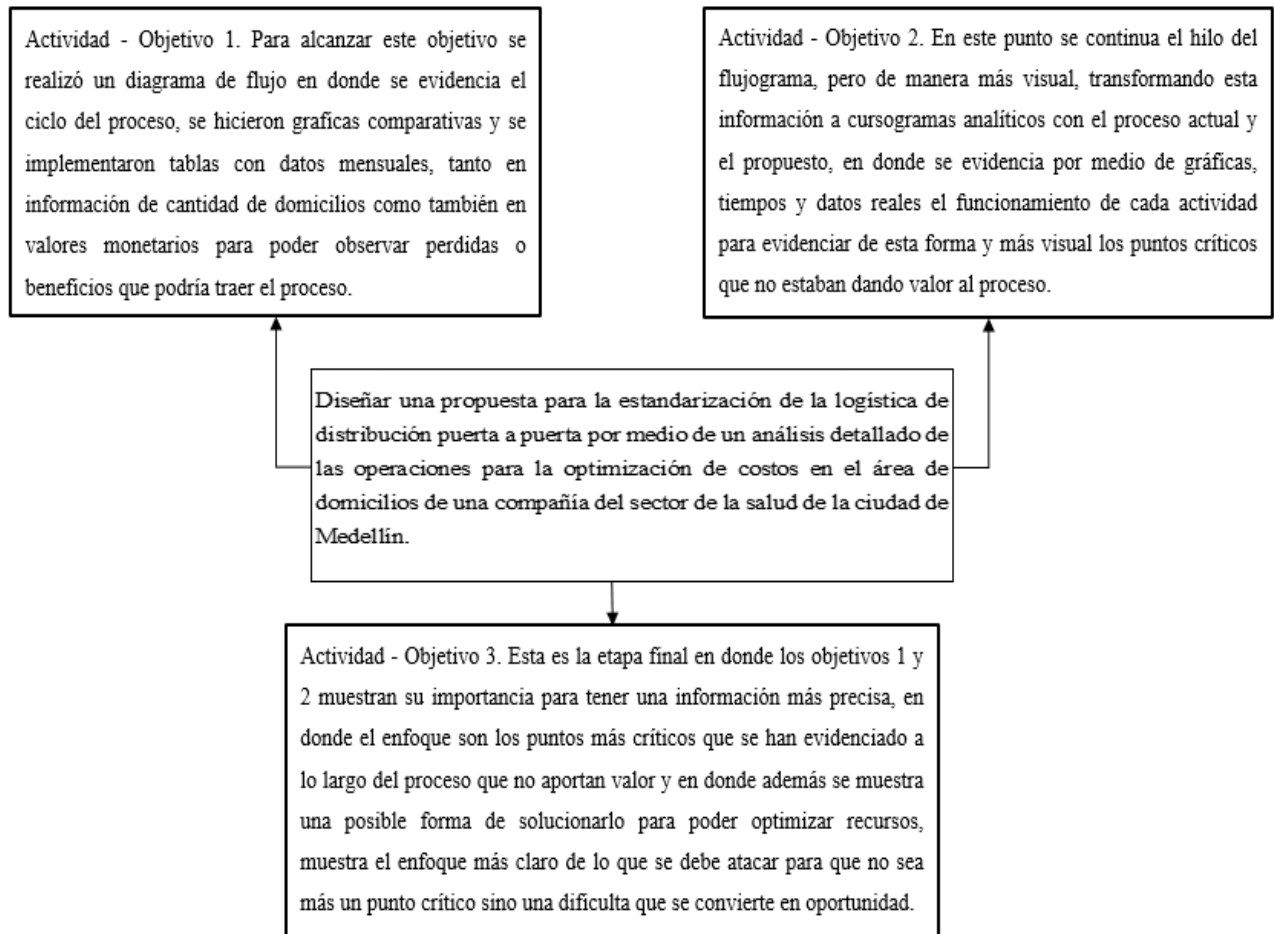 Actividad - Objetivo 1. Para alcanzar este objetivo se
realizó un diagrama de flujo en donde se evidencia el
ciclo del proceso, se hicieron graficas comparativas y se
implementaron tablas con datos mensuales, tanto en
información de cantidad de domicilios como también en
valores monetarios para poder observar perdidas o
beneficios que podría traer el proceso.
Actividad - Objetivo 2. En este punto se continua el hilo del
flujograma, pero de manera más visual, transformando esta
información a cursogramas analíticos con el proceso actual y
el propuesto, en donde se evidencia por medio de gráficas,
tiempos y datos reales el funcionamiento de cada actividad
para evidenciar de esta forma y más visual los puntos críticos
que no estaban dando valor al proceso.
Diseñar una propuesta para la estandarización de la logística de
distribución puerta a puerta por medio de un análisis detallado de
las operaciones para la optimización de costos en el área de
domicilios de una compañía del sector de la salud de la ciudad de
Medellín.
Actividad - Objetivo 3. Esta es la etapa final en donde los objetivos 1 y
2 muestran su importancia para tener una información más precisa, en
donde el enfoque son los puntos más críticos que se han evidenciado a
lo largo del proceso que no aportan valor y en donde además se muestra
una posible forma de solucionarlo para poder optimizar recursos,
muestra el enfoque más claro de lo que se debe atacar para que no sea
más un punto crítico sino una dificulta que se convierte en oportunidad.